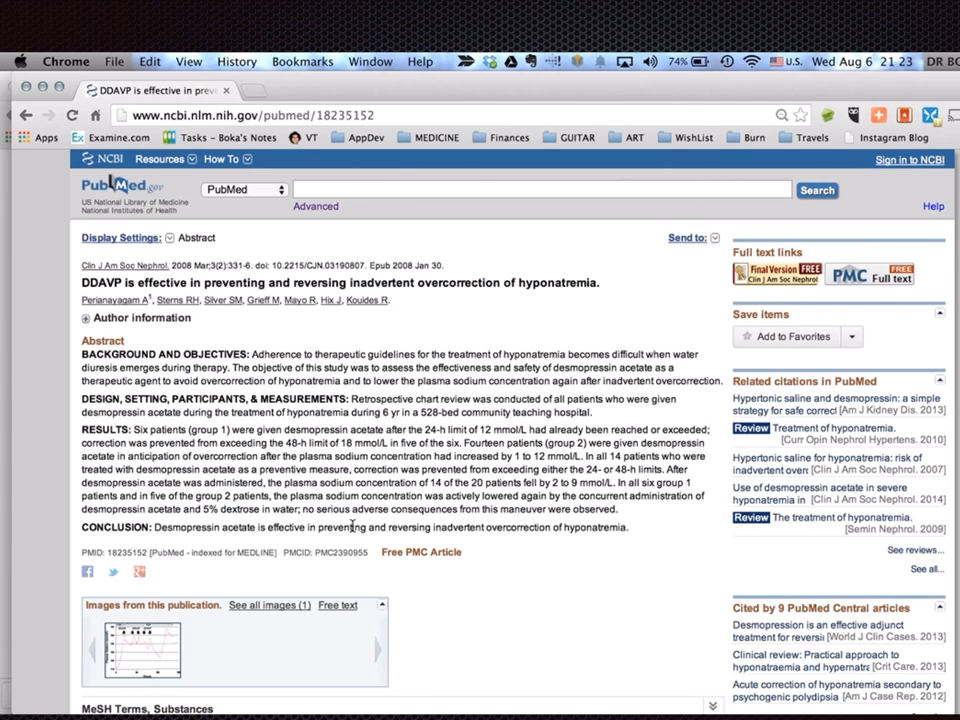 Chrome File Edit View History Bookmarks Window Help 74% U.S. Wed Aug 6 21 23 DR BO
DDAVP is effective in preve
www.ncbi.nlm.nih.gov/pubmed/18235152
Apps Examine.com Tasks – Boka's Notes VT AppDev MEDICINE Finances GUITAR ART WishList Burn Travels Instagram Blog
NCBI Resources How To Sign in to NCBI
PubMed.gov PubMed Search
US National Library of Medicine
National Institutes of Health
Advanced Help
Display Settings: Abstract Send to:
Clin J Am Soc Nephrol. 2008 Mar;3(2):331-6. doi: 10.2215/CJN.03190807. Epub 2008 Jan 30.
DDAVP is effective in preventing and reversing inadvertent overcorrection of hyponatremia.
Perianayagam A1, Sterns RH, Silver SM, Grieff M, Mayo R, Hix J, Kouides R.
Author information
Abstract
BACKGROUND AND OBJECTIVES: Adherence to therapeutic guidelines for the treatment of hyponatremia becomes difficult when water
diuresis emerges during therapy. The objective of this study was to assess the effectiveness and safety of desmopressin acetate as a
therapeutic agent to avoid overcorrection of hyponatremia and to lower the plasma sodium concentration again after inadvertent overcorrection.
DESIGN, SETTING, PARTICIPANTS, & MEASUREMENTS: Retrospective chart review was conducted of all patients who were given
desmopressin acetate during the treatment of hyponatremia during 6 yr in a 528-bed community teaching hospital.
RESULTS: Six patients (group 1) were given desmopressin acetate after the 24-h limit of 12 mmol/L had already been reached or exceeded;
correction was prevented from exceeding the 48-h limit of 18 mmol/L in five of the six. Fourteen patients (group 2) were given desmopressin
acetate in anticipation of overcorrection after the plasma sodium concentration had increased by 1 to 12 mmol/L. In all 14 patients who were
treated with desmopressin acetate as a preventive measure, correction was prevented from exceeding either the 24- or 48-h limits. After
desmopressin acetate was administered, the plasma sodium concentration of 14 of the 20 patients fell by 2 to 9 mmol/L. In all six group 1
patients and in five of the group 2 patients, the plasma sodium concentration was actively lowered again by the concurrent administration of
desmopressin acetate and 5% dextrose in water; no serious adverse consequences from this maneuver were observed.
CONCLUSION: Desmopressin acetate is effective in preventing and reversing inadvertent overcorrection of hyponatremia.
PMID: 18235152 [PubMed - indexed for MEDLINE] PMCID: PMC2390955 Free PMC Article
Images from this publication. See all images (1) Free text
MeSH Terms, Substances
Full text links
Final Version FREE
Clin J Am Soc Nephrol
FREE
PMC Full text
Save items
Add to Favorites
Related citations in PubMed
Hypertonic saline and desmopressin: a simple
strategy for safe correct [Am J Kidney Dis. 2013]
Review Treatment of hyponatremia.
[Curr Opin Nephrol Hypertens. 2010]
Hypertonic saline for hyponatremia: risk of
inadvertent overc [Clin J Am Soc Nephrol. 2007]
Use of desmopressin acetate in severe
hyponatremia in [Clin J Am Soc Nephrol. 2014]
Review The treatment of hyponatremia.
[Semin Nephrol. 2009]
See reviews...
See all...
Cited by 9 PubMed Central articles
Desmopression is an effective adjunct
treatment for reversi [World J Clin Cases. 2013]
Clinical review: Practical approach to
hyponatraemia and hypernatra [Crit Care. 2013]
Acute correction of hyponatremia secondary to
psychogenic polydipsia [Am J Case Rep. 2012]